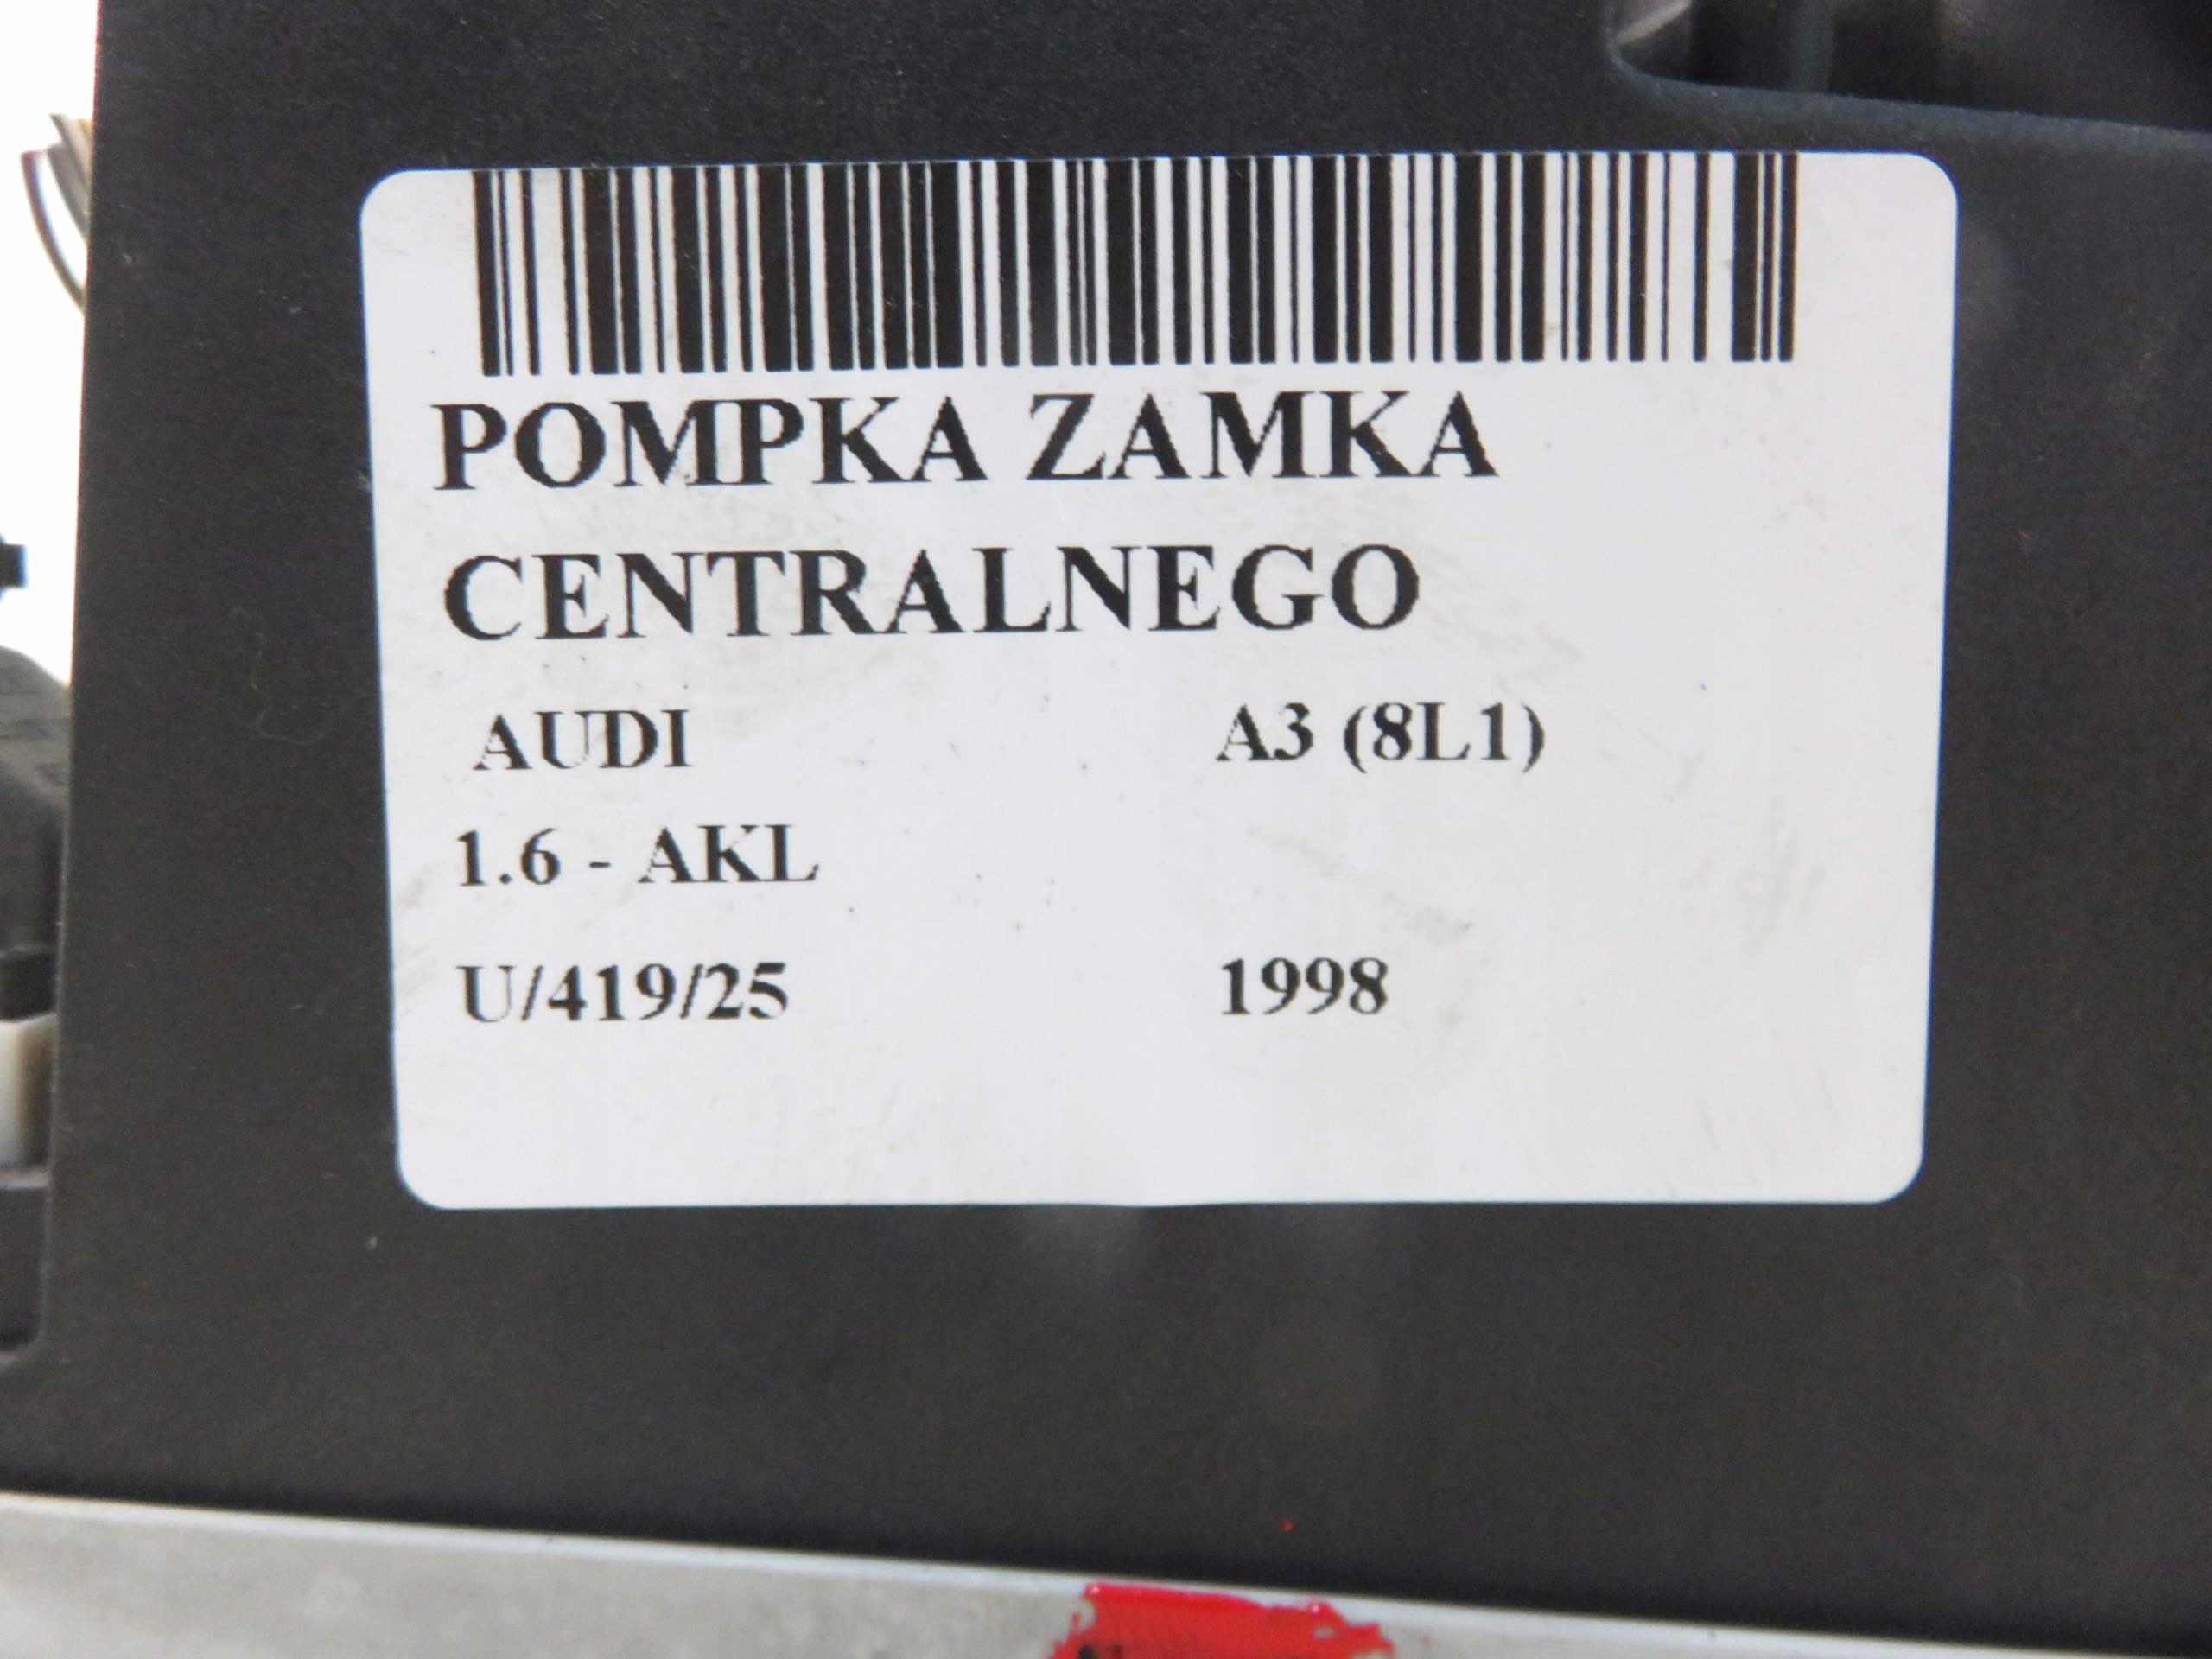 POMPKA ZAMKA
CENTRALNEGO
AUDI A3 (8L1)
1.6 - AKL
U/419/25 1998